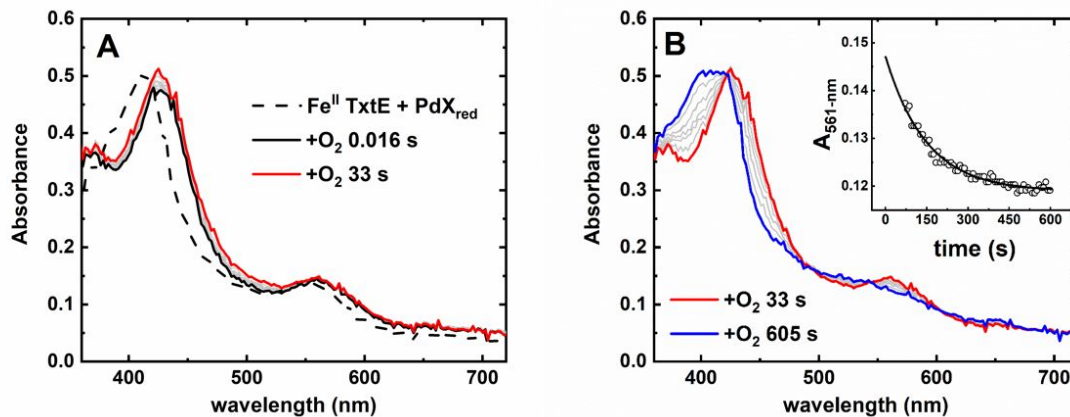 A
0.6
0.5
0.4
0.3
0.2
0.1
0.0
Absorbance
400
500
600
700
wavelength (nm)
Feᴵᴵ TxtE + PdXred
+O₂ 0.016 s
+O₂ 33 s
B
0.6
0.5
0.4
0.3
0.2
0.1
0.0
Absorbance
400
500
600
700
wavelength (nm)
+O₂ 33 s
+O₂ 605 s
0.15
0.14
0.13
0.12
A561-nm
0
150
300
450
600
time (s)